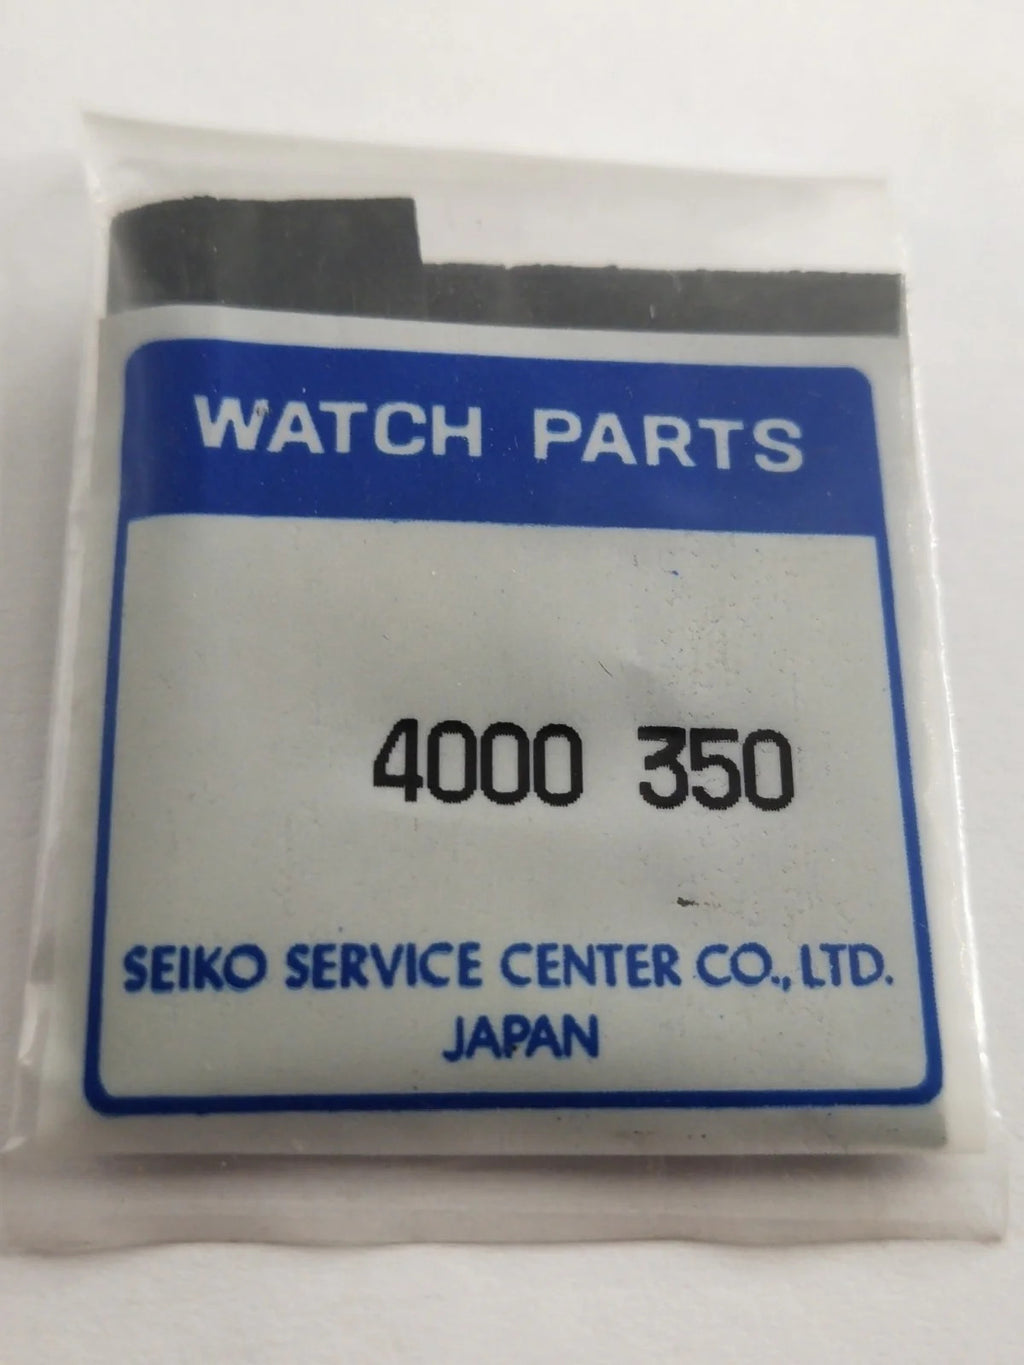 WATCH PARTS
4000 350
SEIKO SERVICE CENTER CO., LTD.
JAPAN